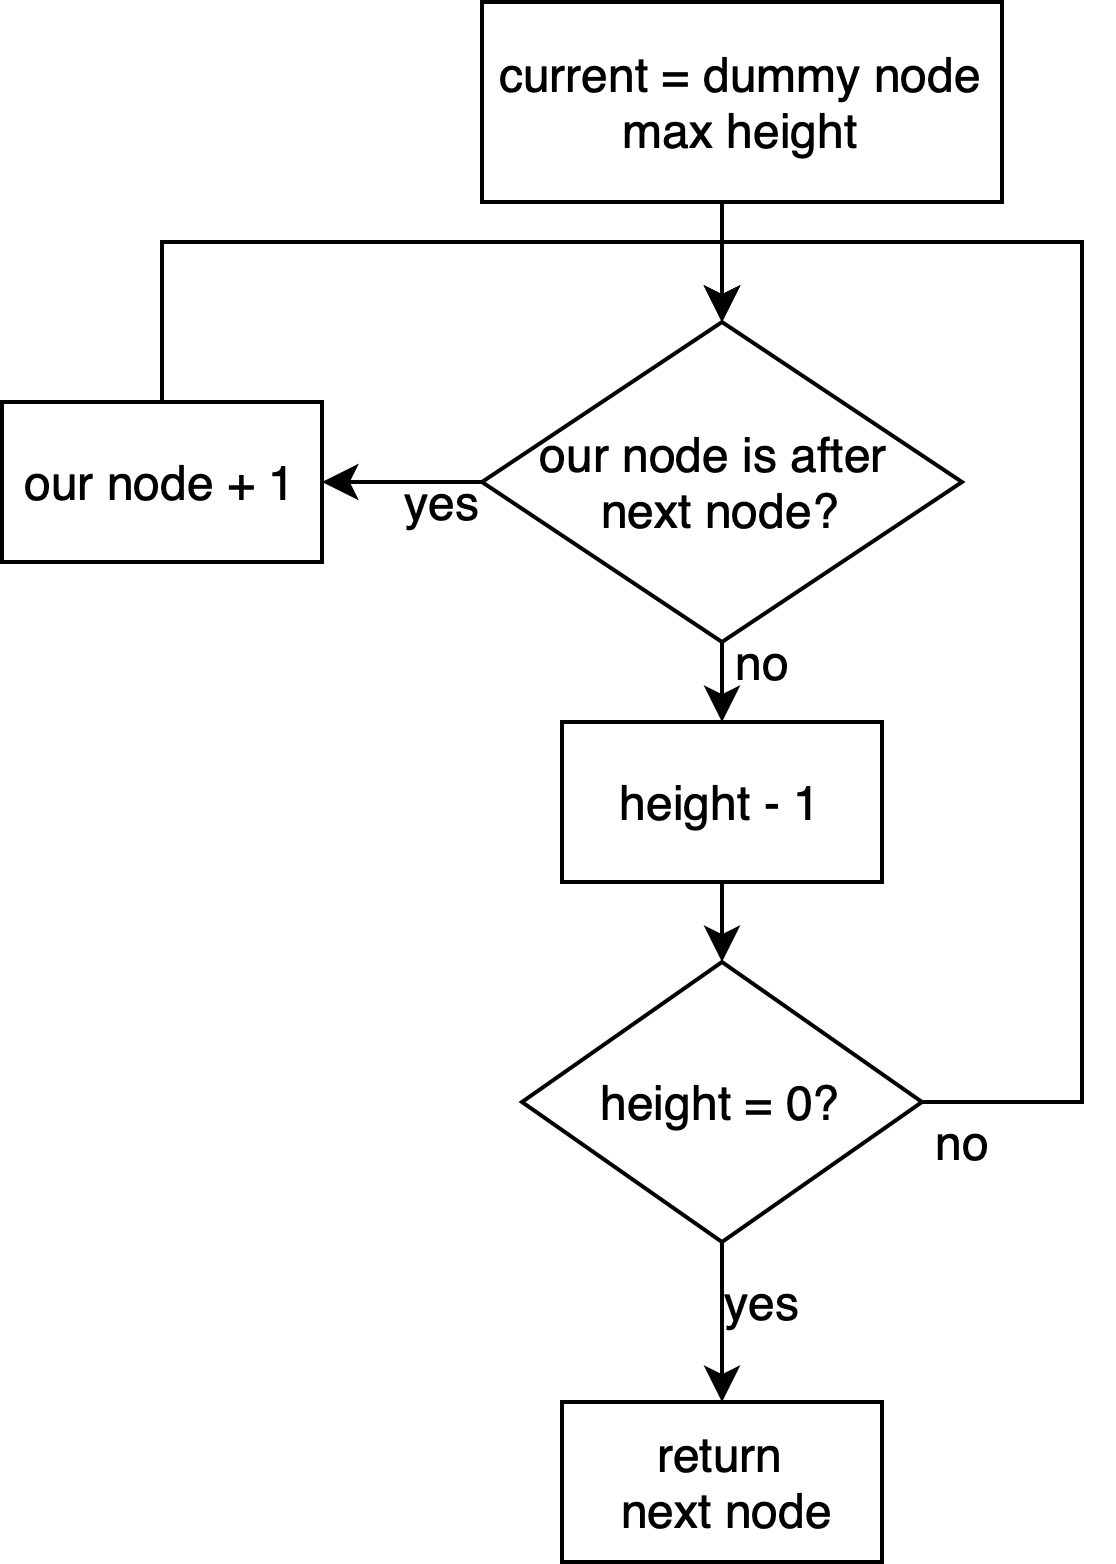 current = dummy node
max height
our node is after
next node?
yes
our node + 1
no
height - 1
height = 0?
no
yes
return
next node